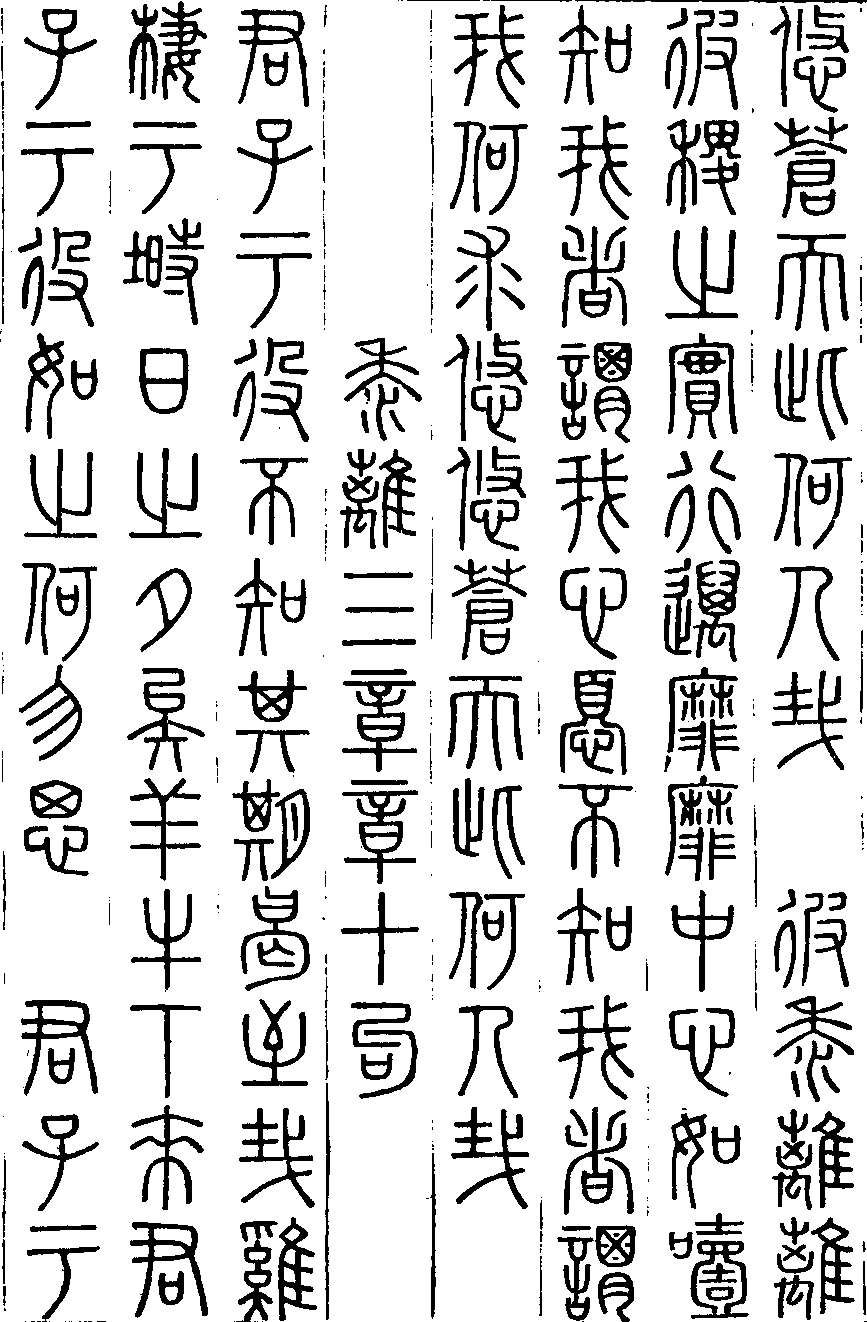 悠蒼天此何人哉　彼黍離離
彼稷之實行邁靡靡中心如噎
知我者謂我心憂不知我者謂
我何求悠悠蒼天此何人哉
黍離三章章十句
君子于役不知其期曷至哉雞
棲于塒日之夕矣羊牛下來君
子于役如之何勿思　君子于